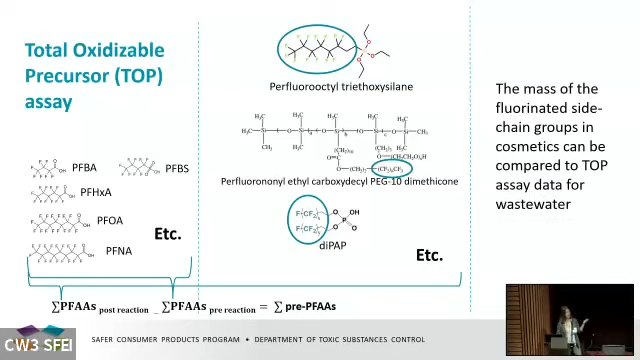 Total Oxidizable
Precursor (TOP)
assay
PFBA
PFBS
PFHxA
PFOA
PFNA
Etc.
Perfluorooctyl triethoxysilane
Perfluorononyl ethyl carboxydecyl PEG-10 dimethicone
diPAP
Etc.
The mass of the
fluorinated side-
chain groups in
cosmetics can be
compared to TOP
assay data for
wastewater
∑PFAAs post reaction _ ∑PFAAs pre reaction = ∑ pre-PFAAs
CW3 SFEI
SAFER CONSUMER PRODUCTS PROGRAM • DEPARTMENT OF TOXIC SUBSTANCES CONTROL